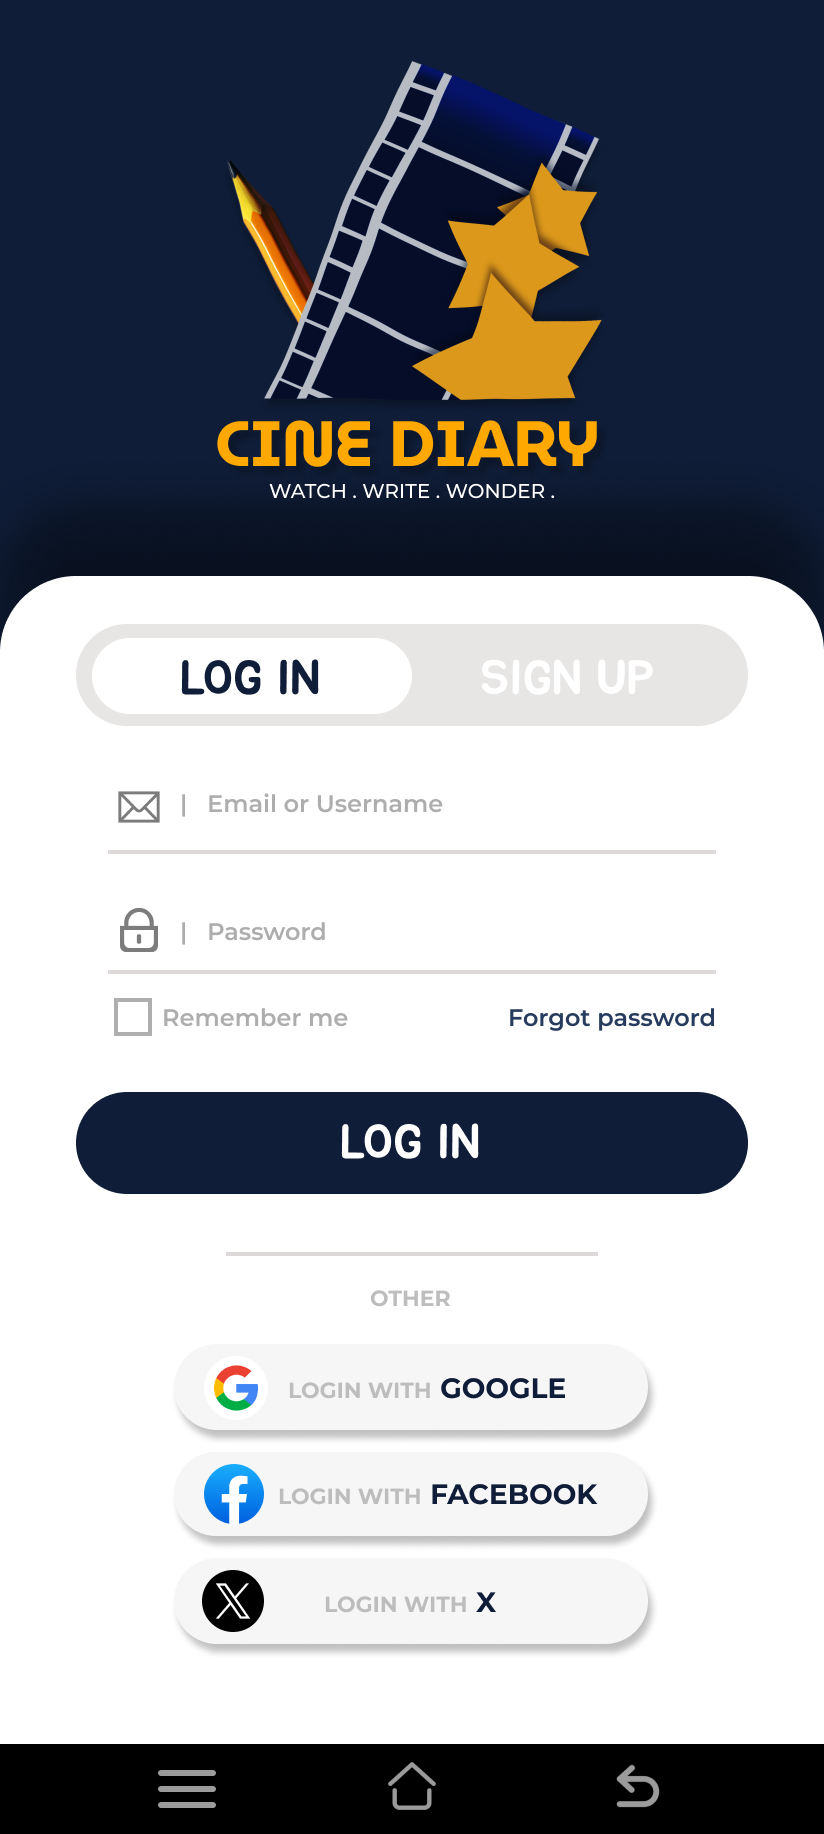 CINE DIARY
WATCH . WRITE . WONDER .
LOG IN SIGN UP
| Email or Username
| Password
Remember me Forgot password
LOG IN
OTHER
LOGIN WITH GOOGLE
LOGIN WITH FACEBOOK
LOGIN WITH X